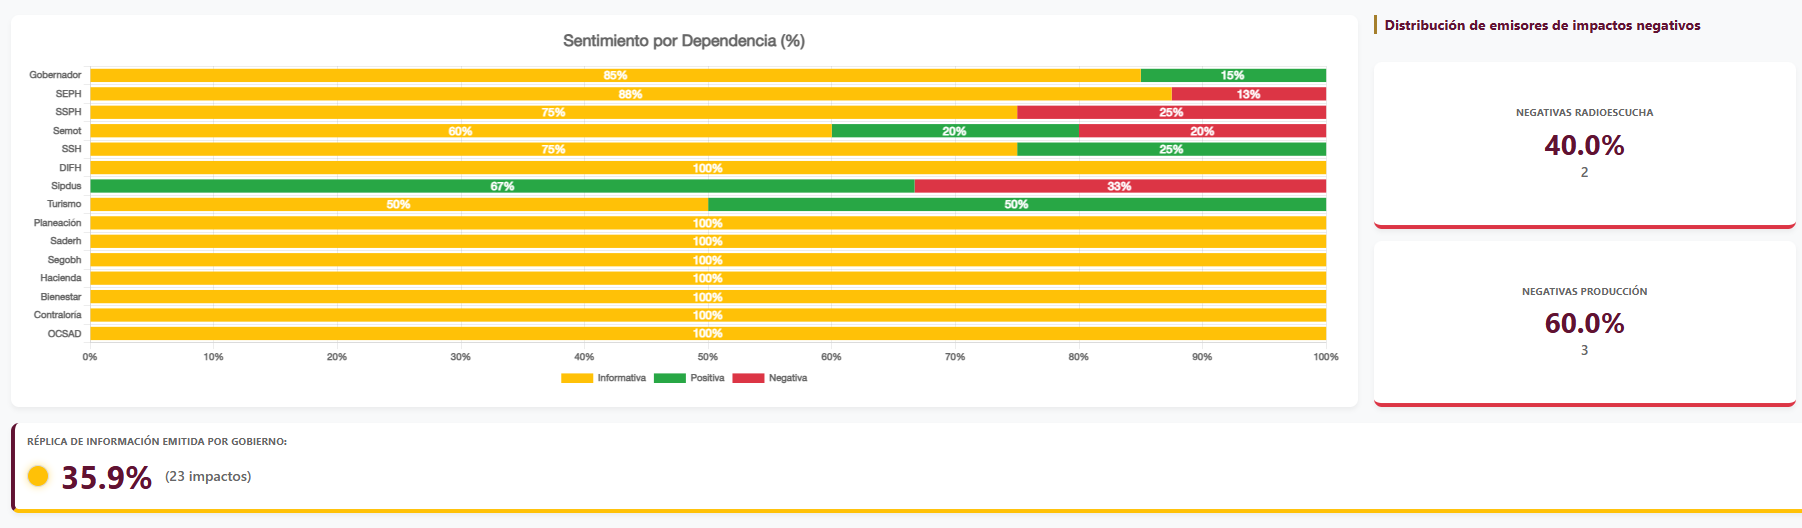 Sentimiento por Dependencia (%)
Gobernador 85% 15%
SEPH 88% 13%
SSPH 75% 25%
Semot 60% 20% 20%
SSH 75% 25%
DIFH 100%
Sipdus 67% 33%
Turismo 50% 50%
Planeación 100%
Saderh 100%
Segobh 100%
Hacienda 100%
Bienestar 100%
Contraloría 100%
OCSAD 100%
0% 10% 20% 30% 40% 50% 60% 70% 80% 90% 100%
Informativa Positiva Negativa
Distribución de emisores de impactos negativos
NEGATIVAS RADIOESCUCHA
40.0%
2
NEGATIVAS PRODUCCIÓN
60.0%
3
RÉPLICA DE INFORMACIÓN EMITIDA POR GOBIERNO:
35.9% (23 impactos)